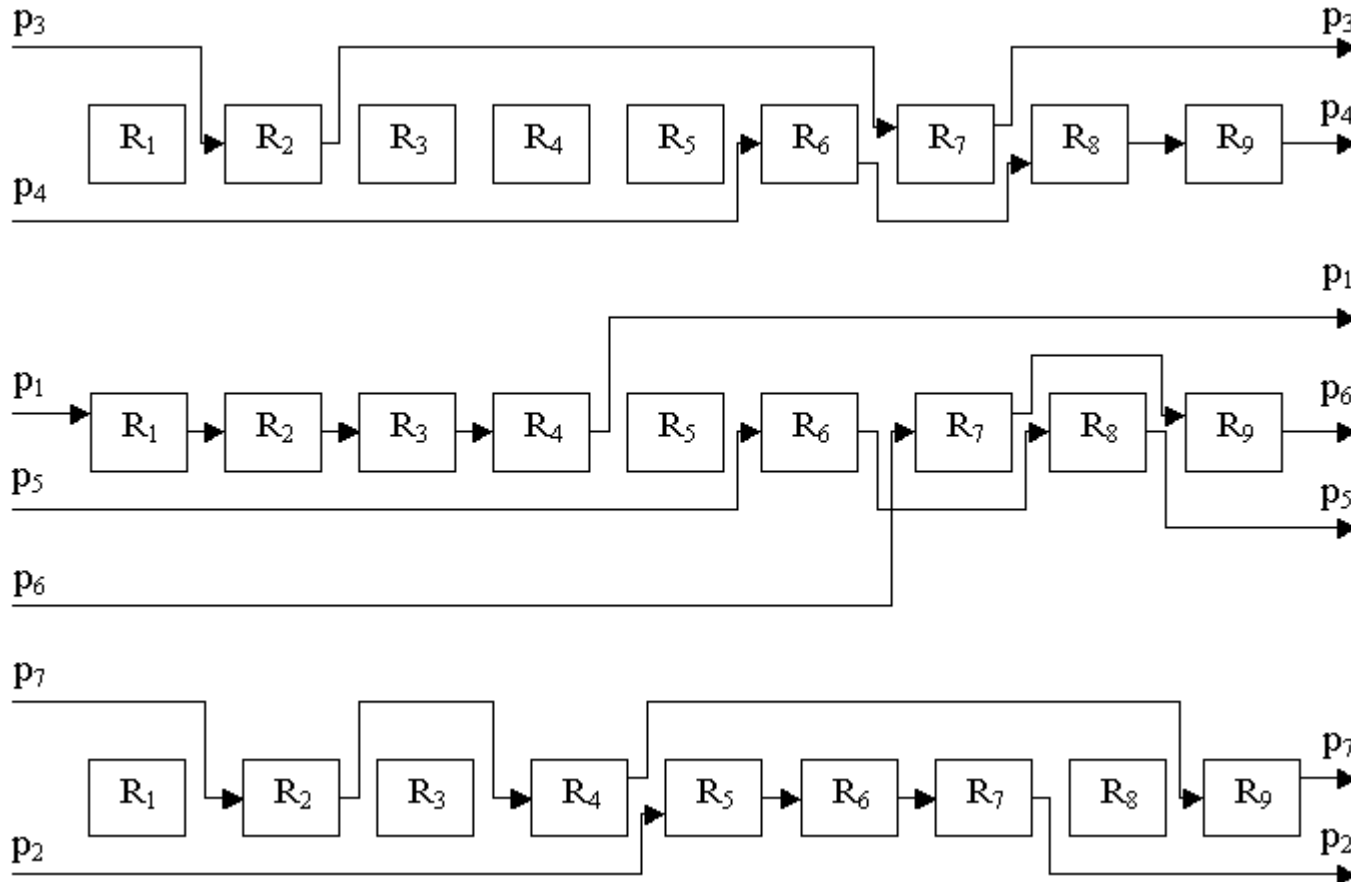 p₃ p₃
R₁ R₂ R₃ R₄ R₅ R₆ R₇ R₈ R₉ p₄
p₄
p₁
p₁ p₆
R₁ R₂ R₃ R₄ R₅ R₆ R₇ R₈ R₉
p₅ p₅
p₆
p₇
p₇
R₁ R₂ R₃ R₄ R₅ R₆ R₇ R₈ R₉
p₂ p₂